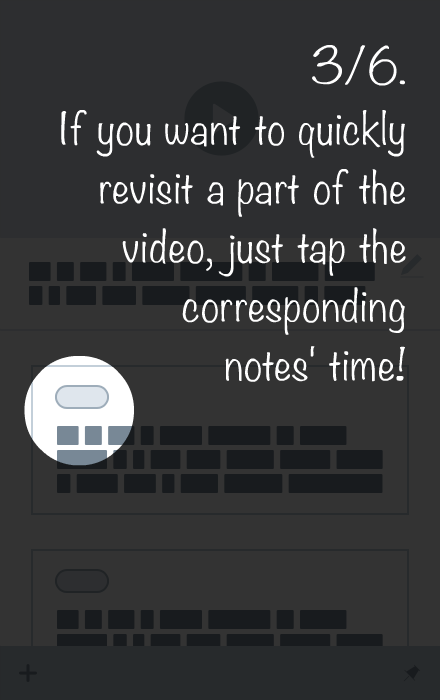 3/6.
If you want to quickly
revisit a part of the
video, just tap the
corresponding
notes' time!